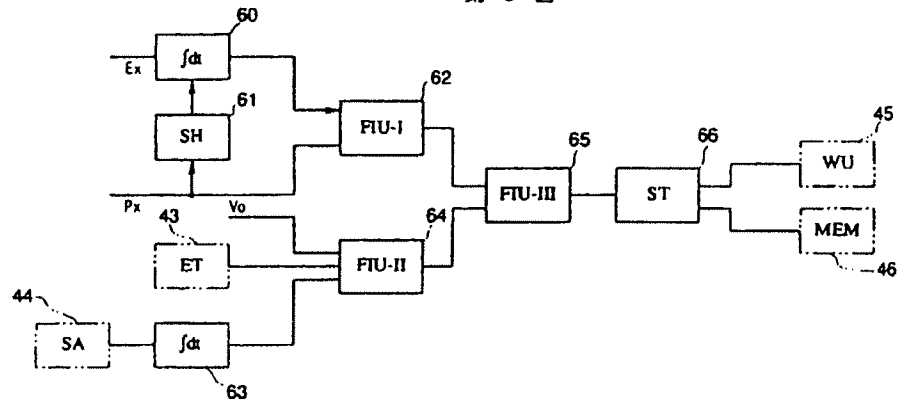 60
∫dt
Ex
61
SH
62
FIU-I
Px
Vo
65
FIU-III
66
ST
45
WU
43
ET
64
FIU-II
MEM
46
44
SA
∫dt
63